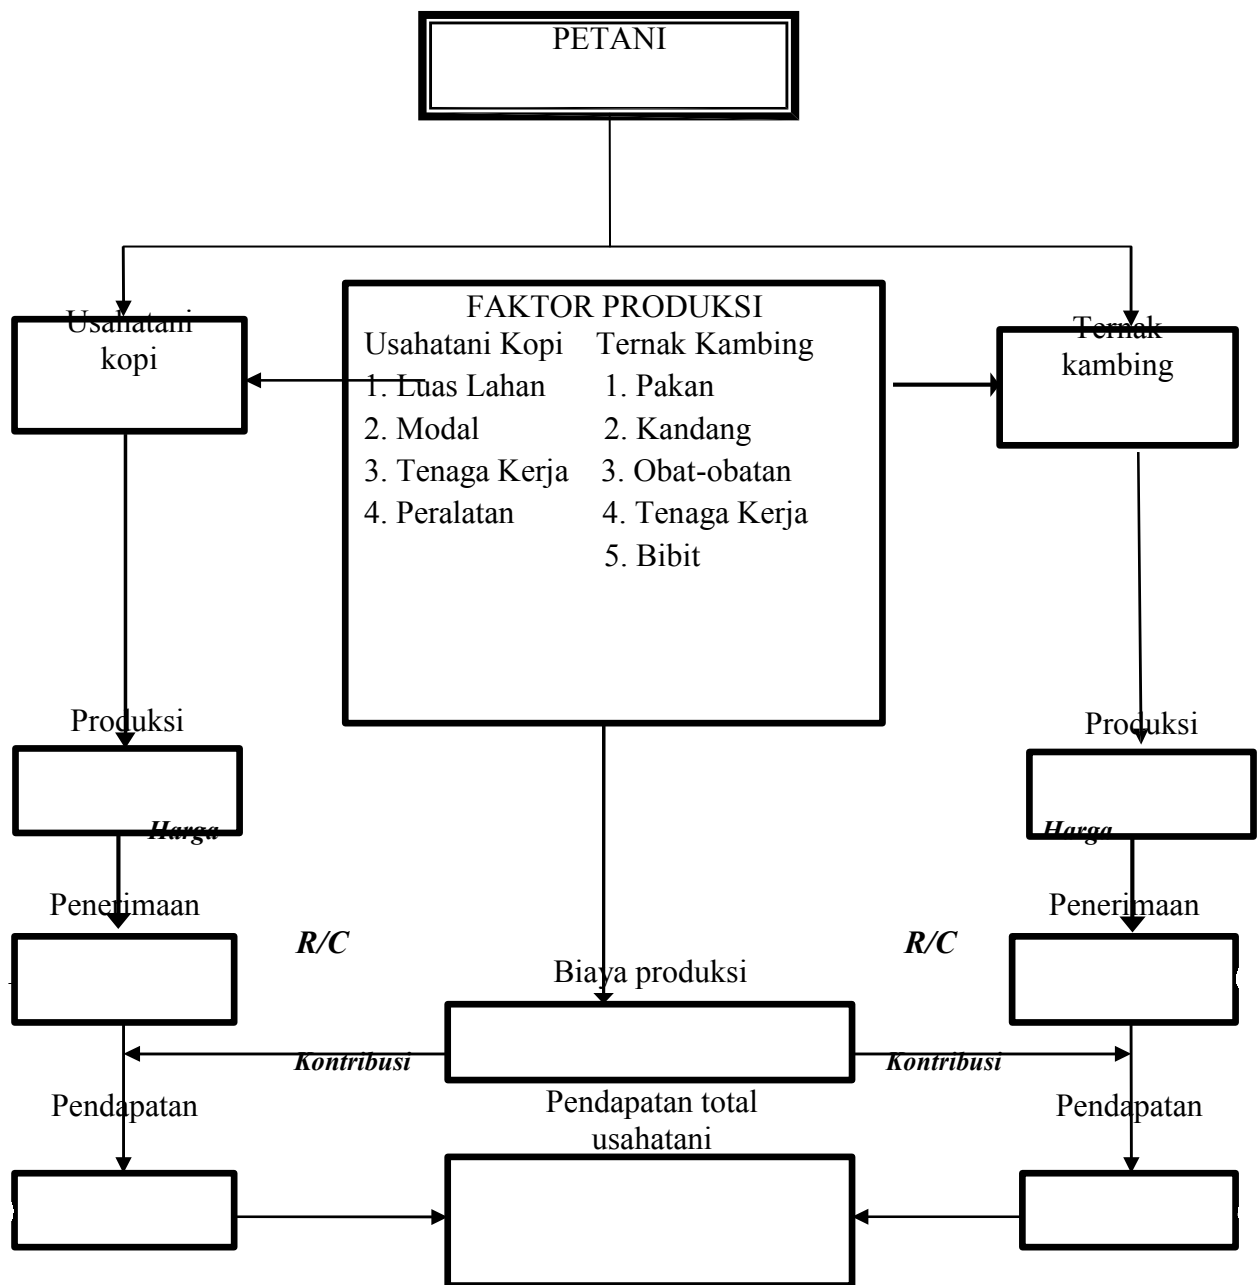 PETANI
Usahatani
kopi
FAKTOR PRODUKSI
Usahatani Kopi Ternak Kambing
1. Luas Lahan 1. Pakan
2. Modal 2. Kandang
3. Tenaga Kerja 3. Obat-obatan
4. Peralatan 4. Tenaga Kerja
5. Bibit
Ternak
kambing
Produksi
Produksi
Harga
Harga
Penerimaan
Penerimaan
R/C
R/C
Biaya produksi
Kontribusi
Kontribusi
Pendapatan
Pendapatan total
usahatani
Pendapatan